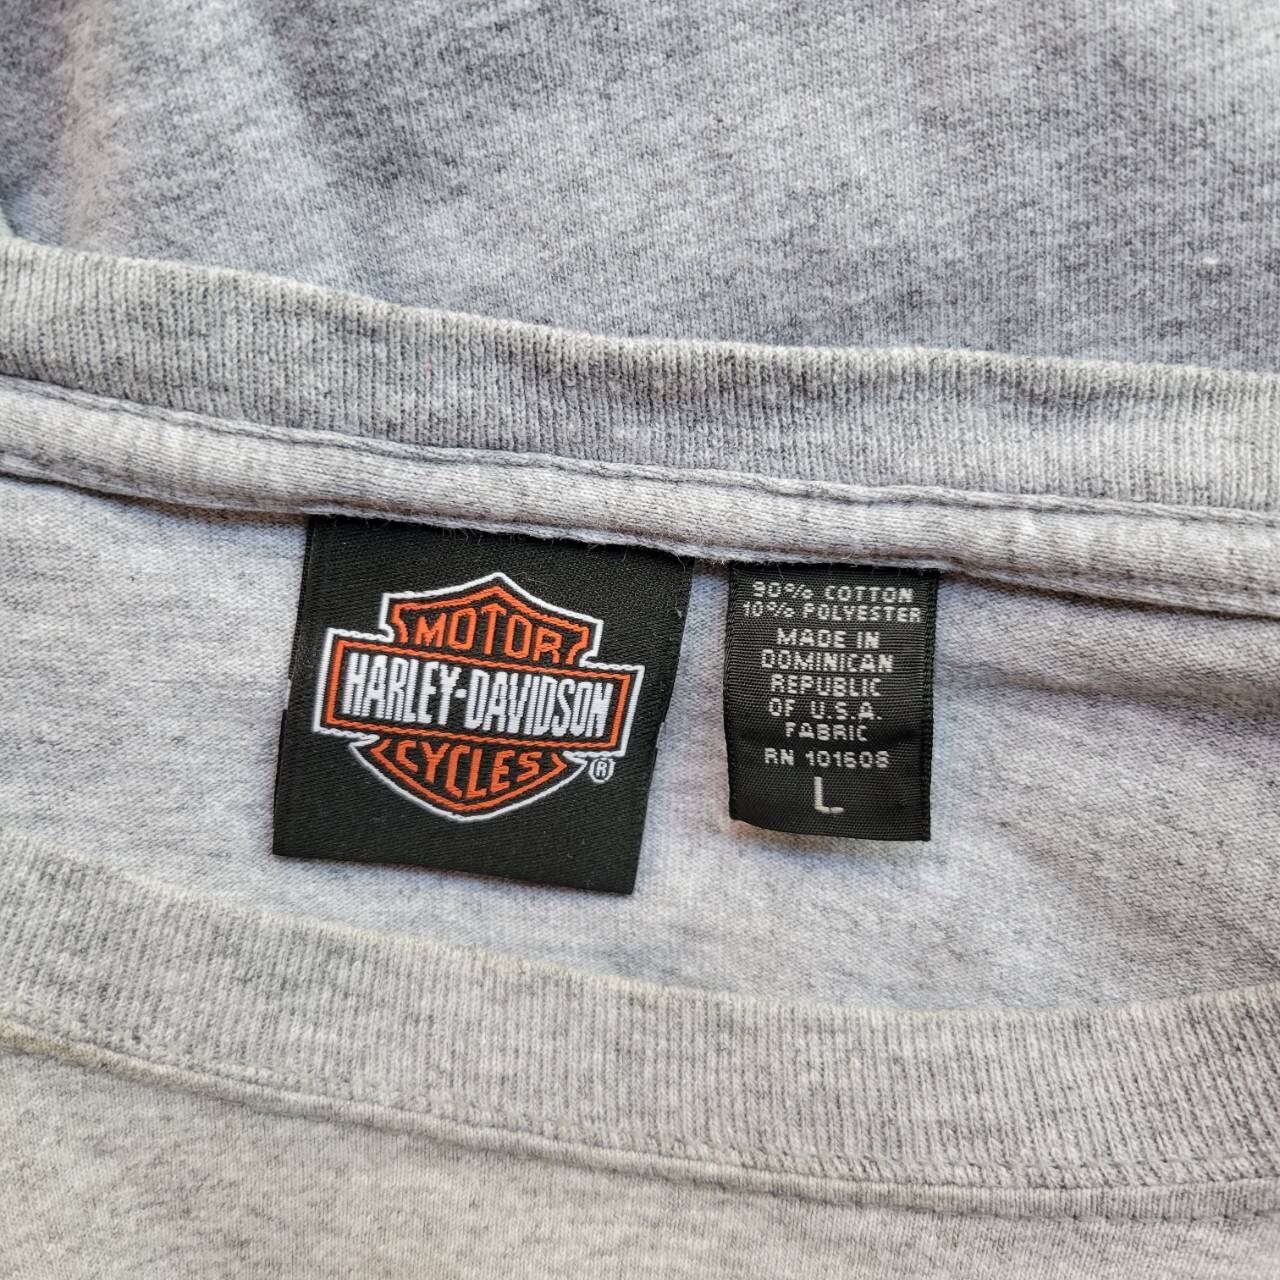 MOTOR
HARLEY-DAVIDSON
CYCLES
®
90% COTTON
10% POLYESTER
MADE IN
DOMINICAN
REPUBLIC
OF U.S.A.
FABRIC
RN 101608
L